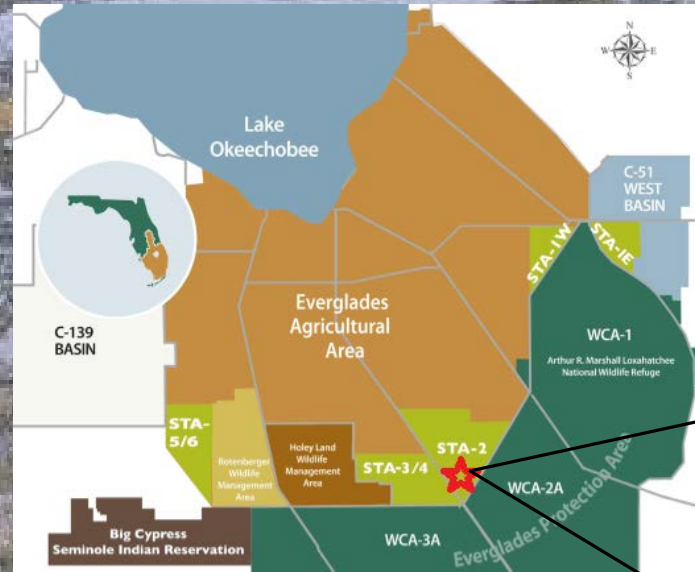 N
W E
S
Lake
Okeechobee
C-51
WEST
BASIN
STA-1W
STA-1E
Everglades
Agricultural
Area
C-139
BASIN
WCA-1
Arthur R. Marshall Loxahatchee
National Wildlife Refuge
STA-
5/6
Rotenberger
Wildlife
Management
Area
Holey Land
Wildlife
Management
Area
STA-3/4
STA-2
WCA-2A
Everglades Protection Area
WCA-3A
Big Cypress
Seminole Indian Reservation